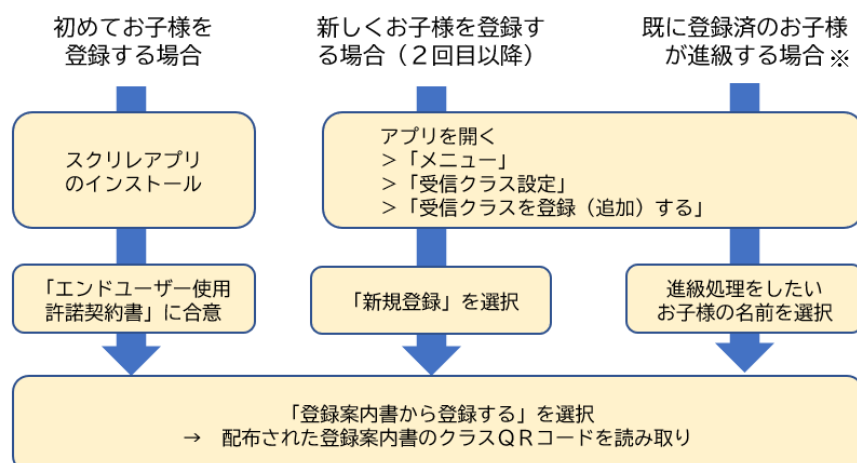 初めてお子様を
登録する場合
新しくお子様を登録す
る場合（２回目以降）
既に登録済のお子様
が進級する場合※
スクリレアプリ
のインストール
アプリを開く
＞「メニュー」
＞「受信クラス設定」
＞「受信クラスを登録（追加）する」
「エンドユーザー使用
許諾契約書」に合意
「新規登録」を選択
進級処理をしたい
お子様の名前を選択
「登録案内書から登録する」を選択
→　配布された登録案内書のクラスＱＲコードを読み取り